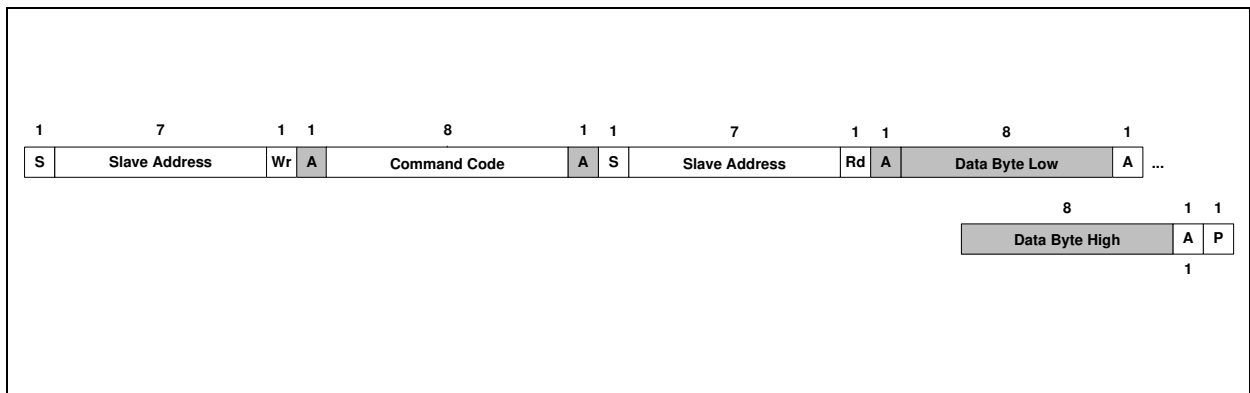 1 7 1 1 8 1 1 7 1 1 8 1
S Slave Address Wr A Command Code A S Slave Address Rd A Data Byte Low A ...
8 1 1
Data Byte High A P
1